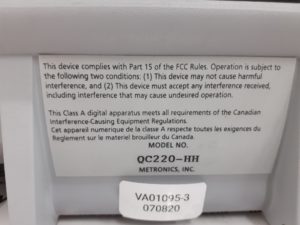 This device complies with Part 15 of the FCC Rules. Operation is subject to
the following two conditions: (1) This device may not cause harmful
interference, and (2) This device must accept any interference received,
including interference that may cause undesired operation.
This Class A digital apparatus meets all requirements of the Canadian
Interference-Causing Equipment Regulations.
Cet appareil numerique de la classe A respecte toutes les exigences du
Reglement sur le materiel brouilleur du Canada.
MODEL NO.
QC220-HH
METRONICS, INC.
VA01095-3
070820